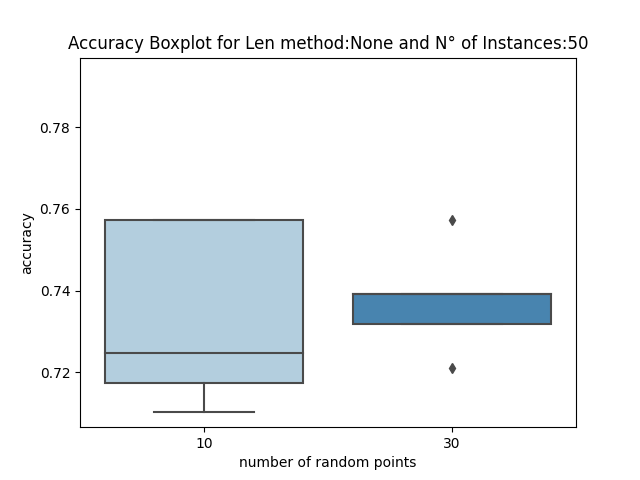 Accuracy Boxplot for Len method:None and N° of Instances:50
0.78
0.76
0.74
0.72
accuracy
10 30
number of random points